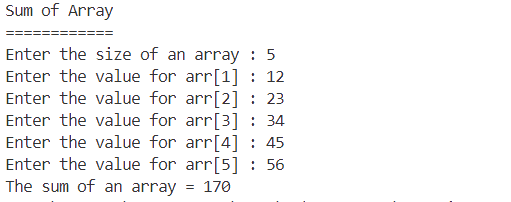 Sum of Array
============
Enter the size of an array : 5
Enter the value for arr[1] : 12
Enter the value for arr[2] : 23
Enter the value for arr[3] : 34
Enter the value for arr[4] : 45
Enter the value for arr[5] : 56
The sum of an array = 170